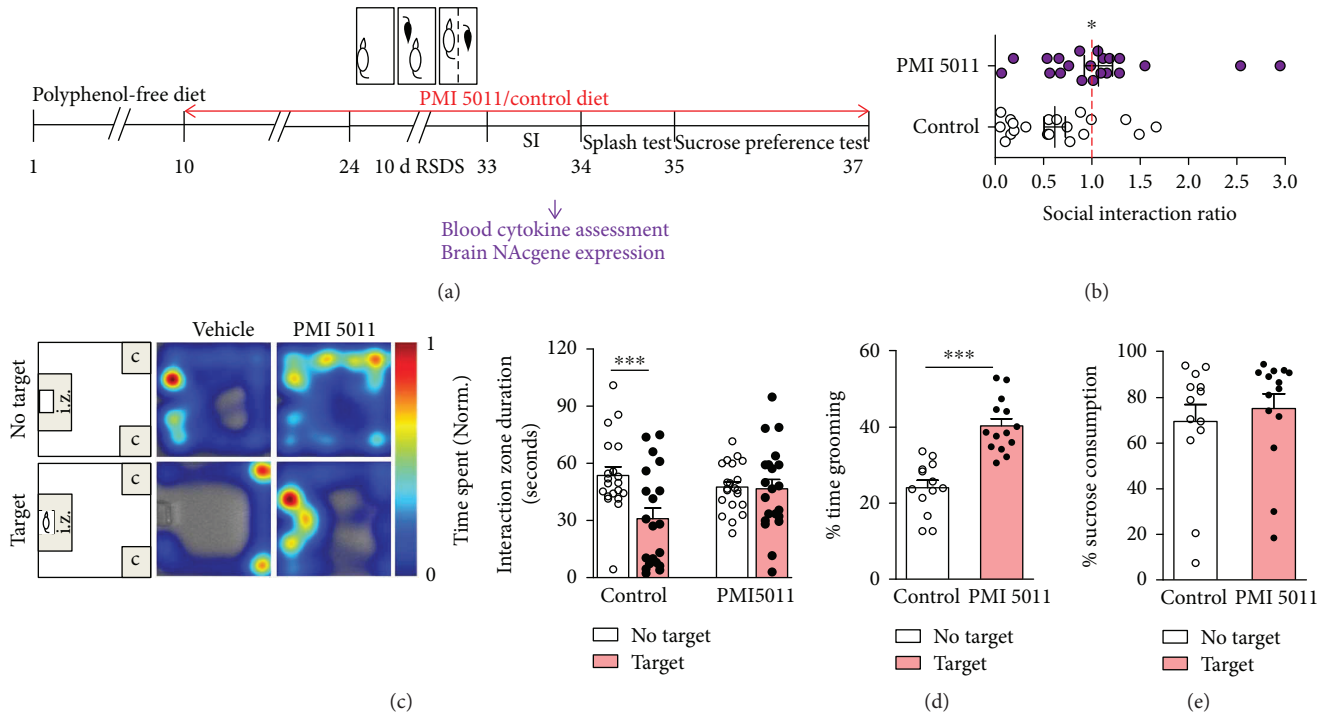 Polyphenol-free diet
PMI 5011/control diet
SI
Splash test
Sucrose preference test
1
10
24
10 d RSDS
33
34
35
37
Blood cytokine assessment
Brain NAcgene expression
(a)
*
PMI 5011
Control
0.0
0.5
1.0
1.5
2.0
2.5
3.0
Social interaction ratio
(b)
Vehicle
PMI 5011
No target
Target
c
c
i.z.
c
c
i.z.
1
0
Time spent (Norm.)
Interaction zone duration
(seconds)
120
90
60
30
0
***
Control
PMI5011
No target
Target
(c)
% time grooming
60
40
20
0
***
Control
PMI 5011
No target
Target
(d)
% sucrose consumption
100
80
60
40
20
0
Control
PMI 5011
No target
Target
(e)